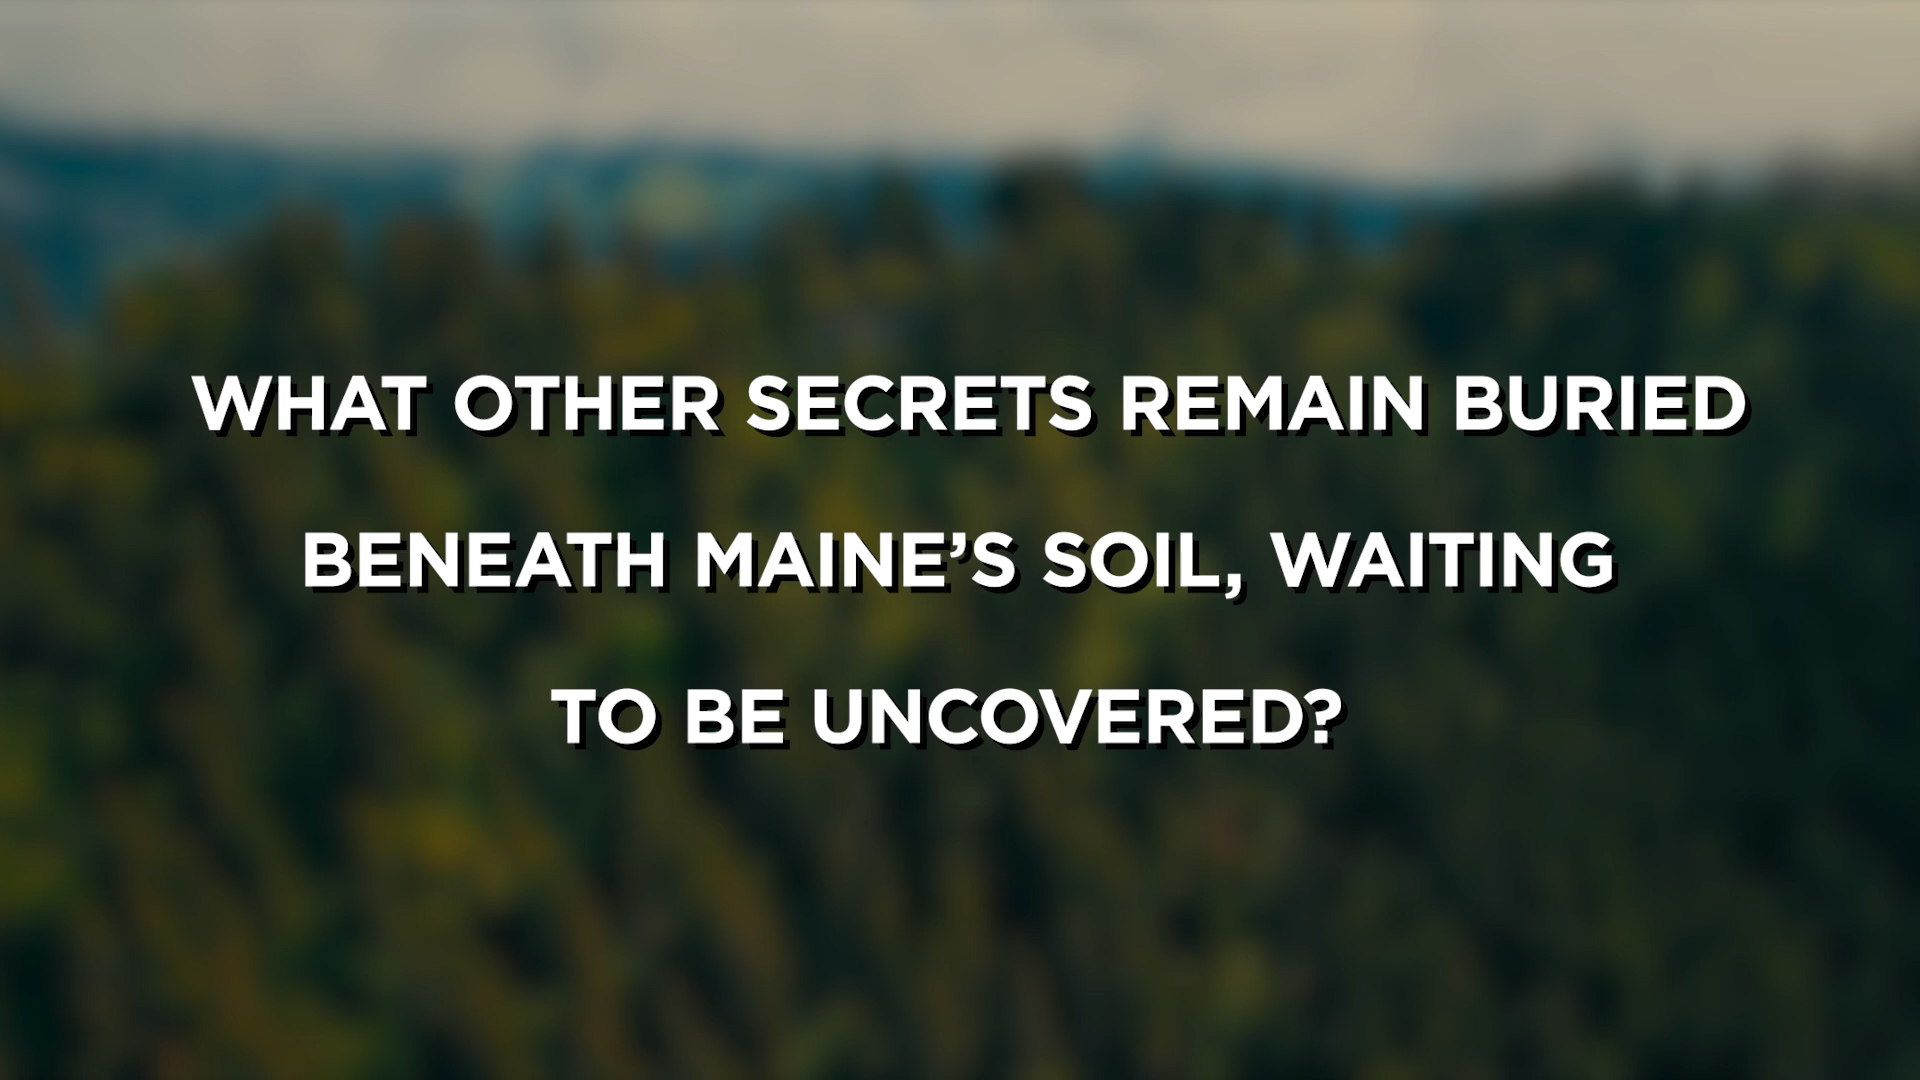 WHAT OTHER SECRETS REMAIN BURIED
BENEATH MAINE’S SOIL, WAITING
TO BE UNCOVERED?